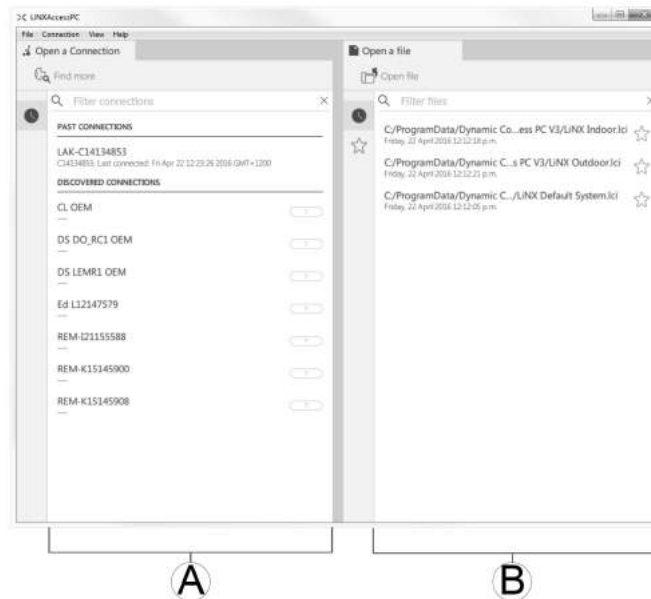 LiNXAccessPC
File Connection View Help
Open a Connection
Find more
Filter connections
PAST CONNECTIONS
LAK-C14134853
C14134853: Last connected: Fri Apr 22 12:23:26 2016 GMT+1200
DISCOVERED CONNECTIONS
CL OEM
DS DO_RC1 OEM
DS LEMR1 OEM
Ed L12147579
REM-I21155588
REM-K15145900
REM-K15145908
Open a file
Open file
Filter files
C:/ProgramData/Dynamic Co...ess PC V3/LiNX Indoor.lci
Friday, 22 April 2016 12:12:18 p.m.
C:/ProgramData/Dynamic C...s PC V3/LiNX Outdoor.lci
Friday, 22 April 2016 12:12:21 p.m.
C:/ProgramData/Dynamic C.../LiNX Default System.lci
Friday, 22 April 2016 12:12:05 p.m.
A
B